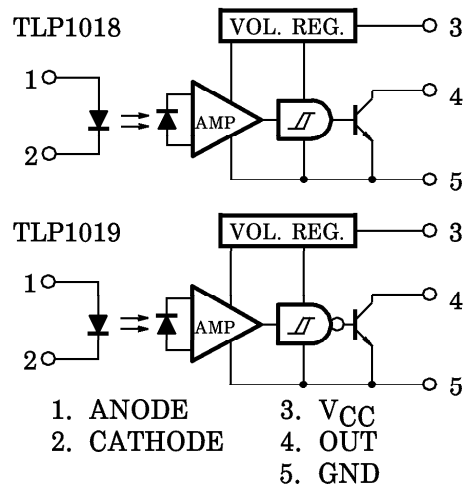 TLP1018
VOL. REG.
3
1
4
AMP
2
5
TLP1019
VOL. REG.
3
1
4
AMP
2
5
1. ANODE
2. CATHODE
3. VCC
4. OUT
5. GND